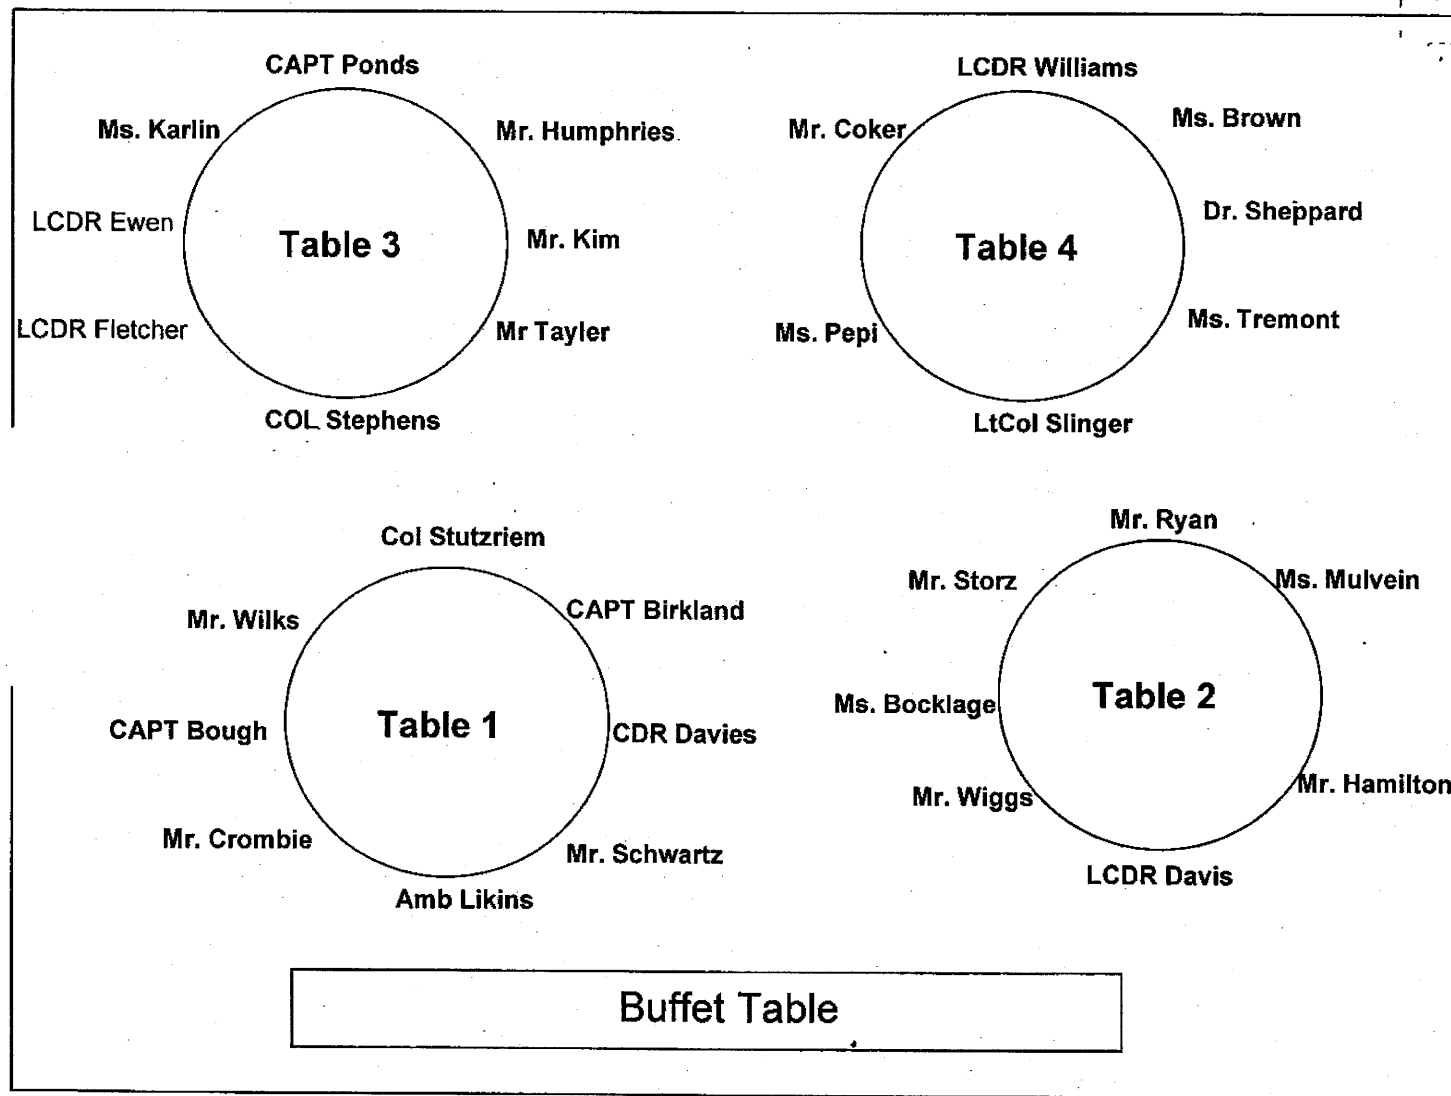 CAPT Ponds
Ms. Karlin
Mr. Humphries
LCDR Ewen
Table 3
Mr. Kim
LCDR Fletcher
Mr Tayler
COL Stephens
LCDR Williams
Mr. Coker
Ms. Brown
Dr. Sheppard
Table 4
Ms. Pepi
Ms. Tremont
LtCol Slinger
Col Stutzriem
Mr. Wilks
CAPT Birkland
CAPT Bough
Table 1
CDR Davies
Mr. Crombie
Mr. Schwartz
Amb Likins
Mr. Ryan
Mr. Storz
Ms. Mulvein
Ms. Bocklage
Table 2
Mr. Wiggs
Mr. Hamilton
LCDR Davis
Buffet Table